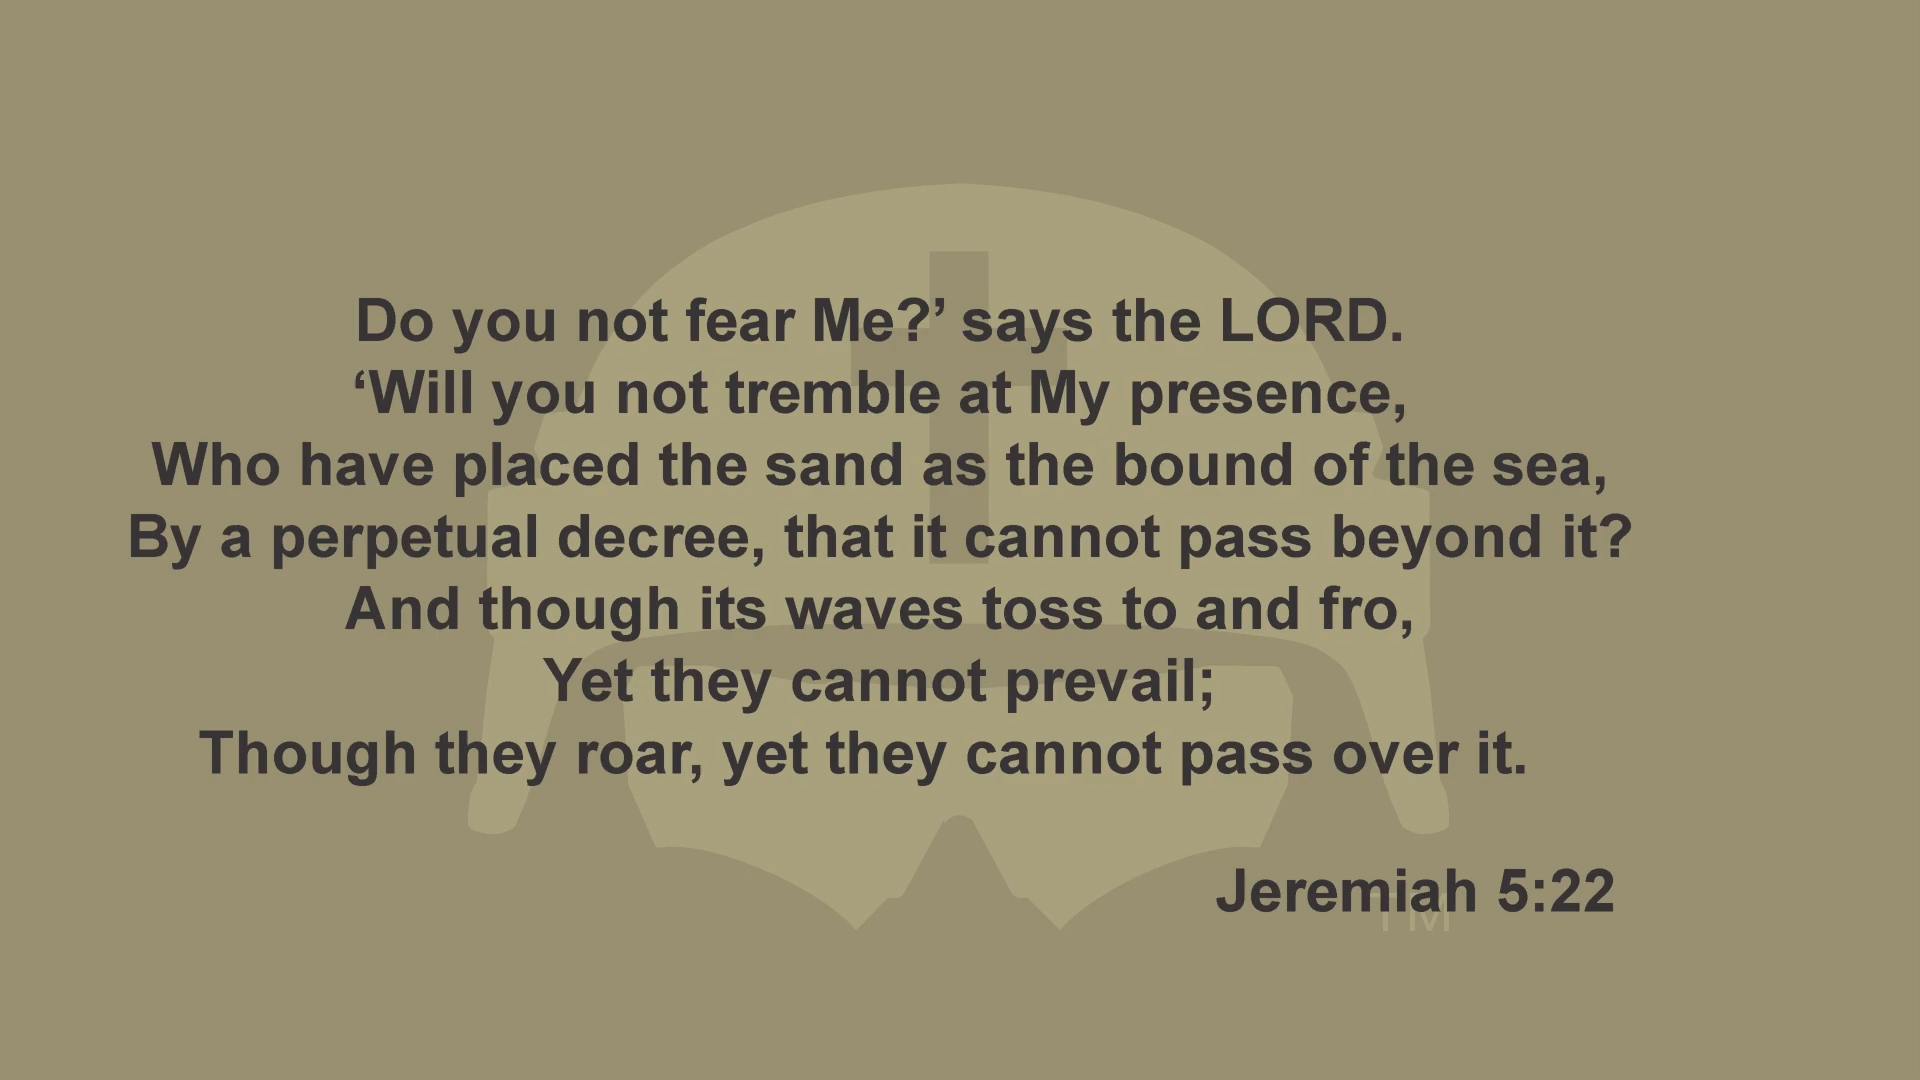 Do you not fear Me?’ says the LORD.
‘Will you not tremble at My presence,
Who have placed the sand as the bound of the sea,
By a perpetual decree, that it cannot pass beyond it?
And though its waves toss to and fro,
Yet they cannot prevail;
Though they roar, yet they cannot pass over it.
Jeremiah 5:22
TM